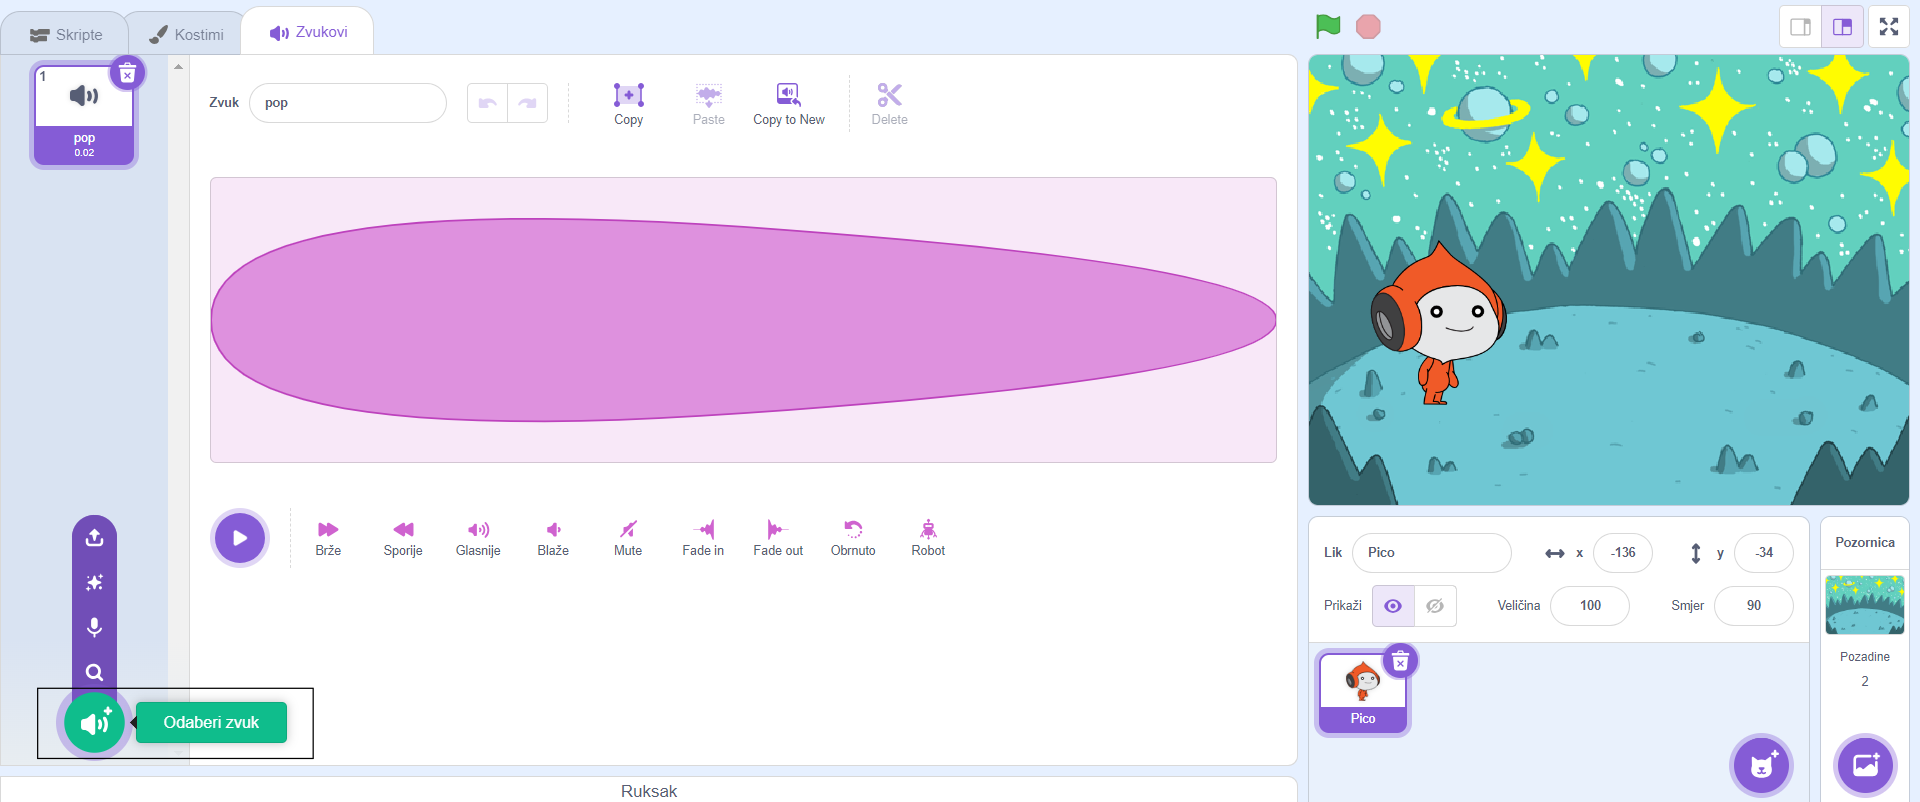 Skripte
Kostimi
Zvukovi
1
pop
0.02
Zvuk
pop
Copy
Paste
Copy to New
Delete
Brže
Sporije
Glasnije
Blaže
Mute
Fade in
Fade out
Obrnuto
Robot
Odaberi zvuk
Ruksak
Lik
Pico
x
-136
y
-34
Prikaži
Veličina
100
Smjer
90
Pico
Pozornica
Pozadine
2